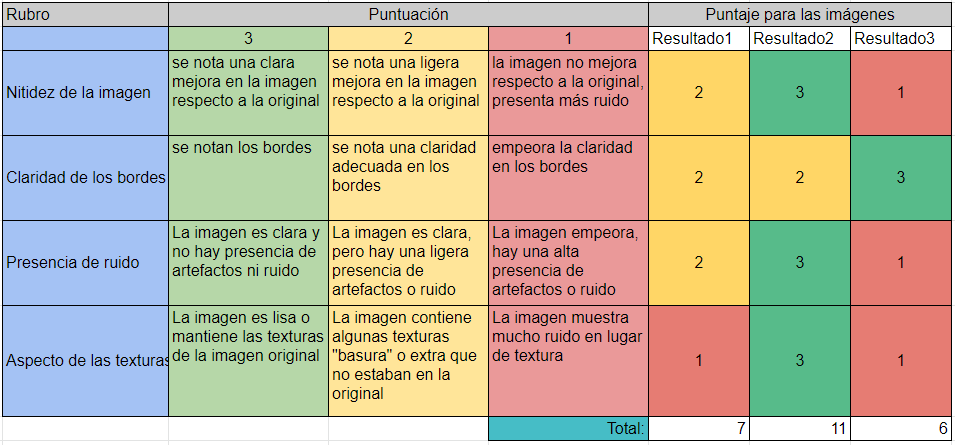 Rubro Puntuación Puntaje para las imágenes
3 2 1 Resultado1 Resultado2 Resultado3
Nitidez de la imagen
se nota una clara
mejora en la imagen
respecto a la original
se nota una ligera
mejora en la imagen
respecto a la original
la imagen no mejora
respecto a la original,
presenta más ruido
2 3 1
Claridad de los bordes
se notan los bordes
se nota una claridad
adecuada en los
bordes
empeora la claridad
en los bordes
2 2 3
Presencia de ruido
La imagen es clara y
no hay presencia de
artefactos ni ruido
La imagen es clara,
pero hay una ligera
presencia de
artefactos o ruido
La imagen empeora,
hay una alta
presencia de
artefactos o ruido
2 3 1
Aspecto de las texturas
La imagen es lisa o
mantiene las texturas
de la imagen original
La imagen contiene
algunas texturas
"basura" o extra que
no estaban en la
original
La imagen muestra
mucho ruido en lugar
de textura
1 3 1
Total: 7 11 6